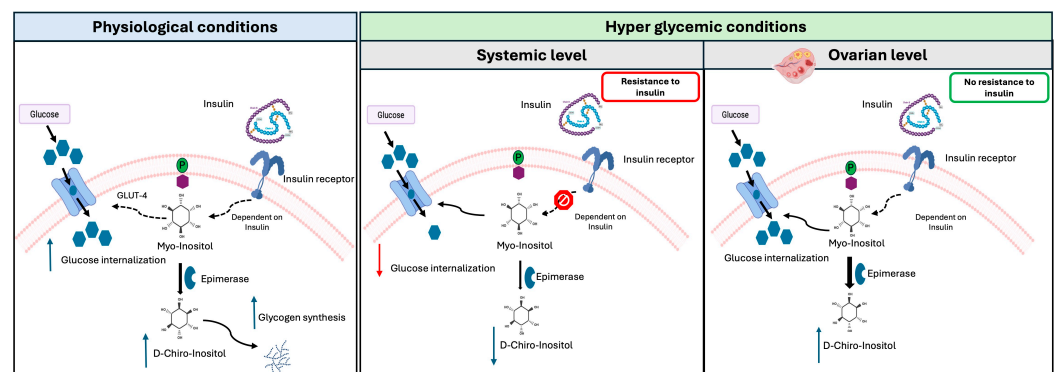 Physiological conditions
Hyper glycemic conditions
Systemic level
Ovarian level
Glucose
Insulin
P
Insulin receptor
GLUT-4
Dependent on
Insulin
Myo-Inositol
Glucose internalization
Epimerase
Glycogen synthesis
D-Chiro-Inositol
Resistance to
insulin
Glucose
Insulin
P
Insulin receptor
Dependent on
Insulin
Myo-Inositol
Glucose internalization
Epimerase
D-Chiro-Inositol
No resistance to
insulin
Glucose
Insulin
P
Insulin receptor
Dependent on
Insulin
Myo-Inositol
Glucose internalization
Epimerase
D-Chiro-Inositol